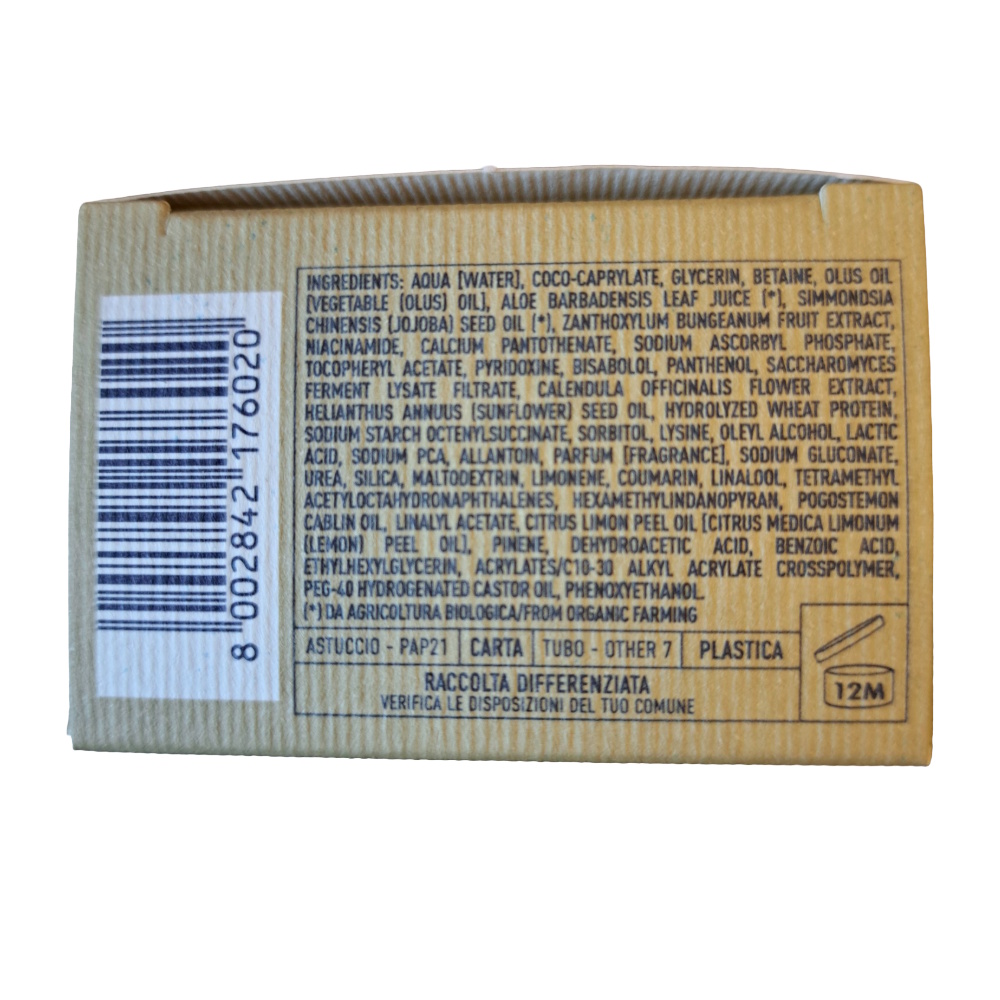 INGREDIENTS: AQUA [WATER], COCO-CAPRYLATE, GLYCERIN, BETAINE, OLUS OIL
[VEGETABLE (OLUS) OIL], ALOE BARBADENSIS LEAF JUICE (*), SIMMONDSIA
CHINENSIS (JOJOBA) SEED OIL (*), ZANTHOXYLUM BUNGEANUM FRUIT EXTRACT,
NIACINAMIDE, CALCIUM PANTOTHENATE, SODIUM ASCORBYL PHOSPHATE,
TOCOPHERYL ACETATE, PYRIDOXINE, BISABOLOL, PANTHENOL, SACCHAROMYCES
FERMENT LYSATE FILTRATE, CALENDULA OFFICINALIS FLOWER EXTRACT,
HELIANTHUS ANNUUS (SUNFLOWER) SEED OIL, HYDROLYZED WHEAT PROTEIN,
SODIUM STARCH OCTENYLSUCCINATE, SORBITOL, LYSINE, OLEYL ALCOHOL, LACTIC
ACID, SODIUM PCA, ALLANTOIN, PARFUM [FRAGRANCE], SODIUM GLUCONATE,
UREA, SILICA, MALTODEXTRIN, LIMONENE, COUMARIN, LINALOOL, TETRAMETHYL
ACETYLOCTAHYDRONAPHTHALENES, HEXAMETHYLINDANOPYRAN, POGOSTEMON
CABLIN OIL, LINALYL ACETATE, CITRUS LIMON PEEL OIL [CITRUS MEDICA LIMONUM
(LEMON) PEEL OIL], PINENE, DEHYDROACETIC ACID, BENZOIC ACID,
ETHYLHEXYLGLYCERIN, ACRYLATES/C10-30 ALKYL ACRYLATE CROSSPOLYMER,
PEG-40 HYDROGENATED CASTOR OIL, PHENOXYETHANOL.
(*) DA AGRICOLTURA BIOLOGICA/FROM ORGANIC FARMING
ASTUCCIO - PAP21 CARTA TUBO - OTHER 7 PLASTICA
RACCOLTA DIFFERENZIATA
VERIFICA LE DISPOSIZIONI DEL TUO COMUNE
12M
8 002842 176020